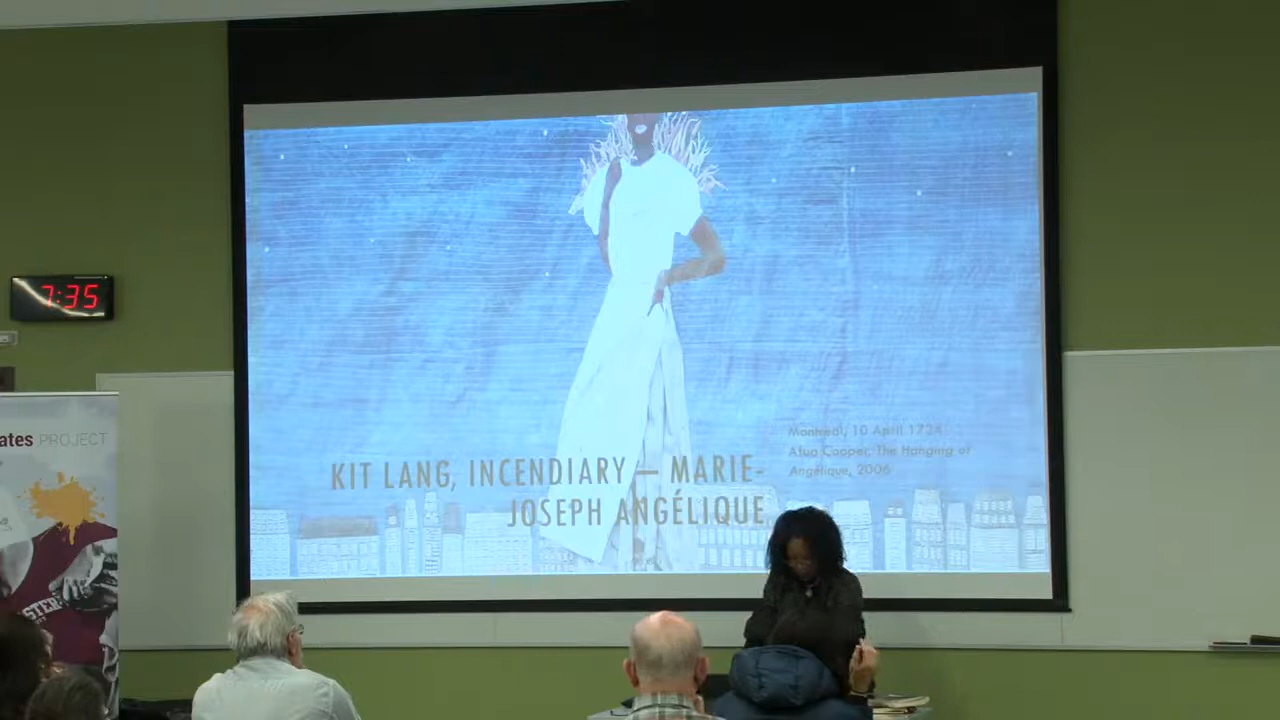 7:35
ates PROJECT
STER
Montreal, 10 April 1734
Afua Cooper, The Hanging of
Angélique, 2006
KIT LANG, INCENDIARY – MARIE-
JOSEPH ANGÉLIQUE